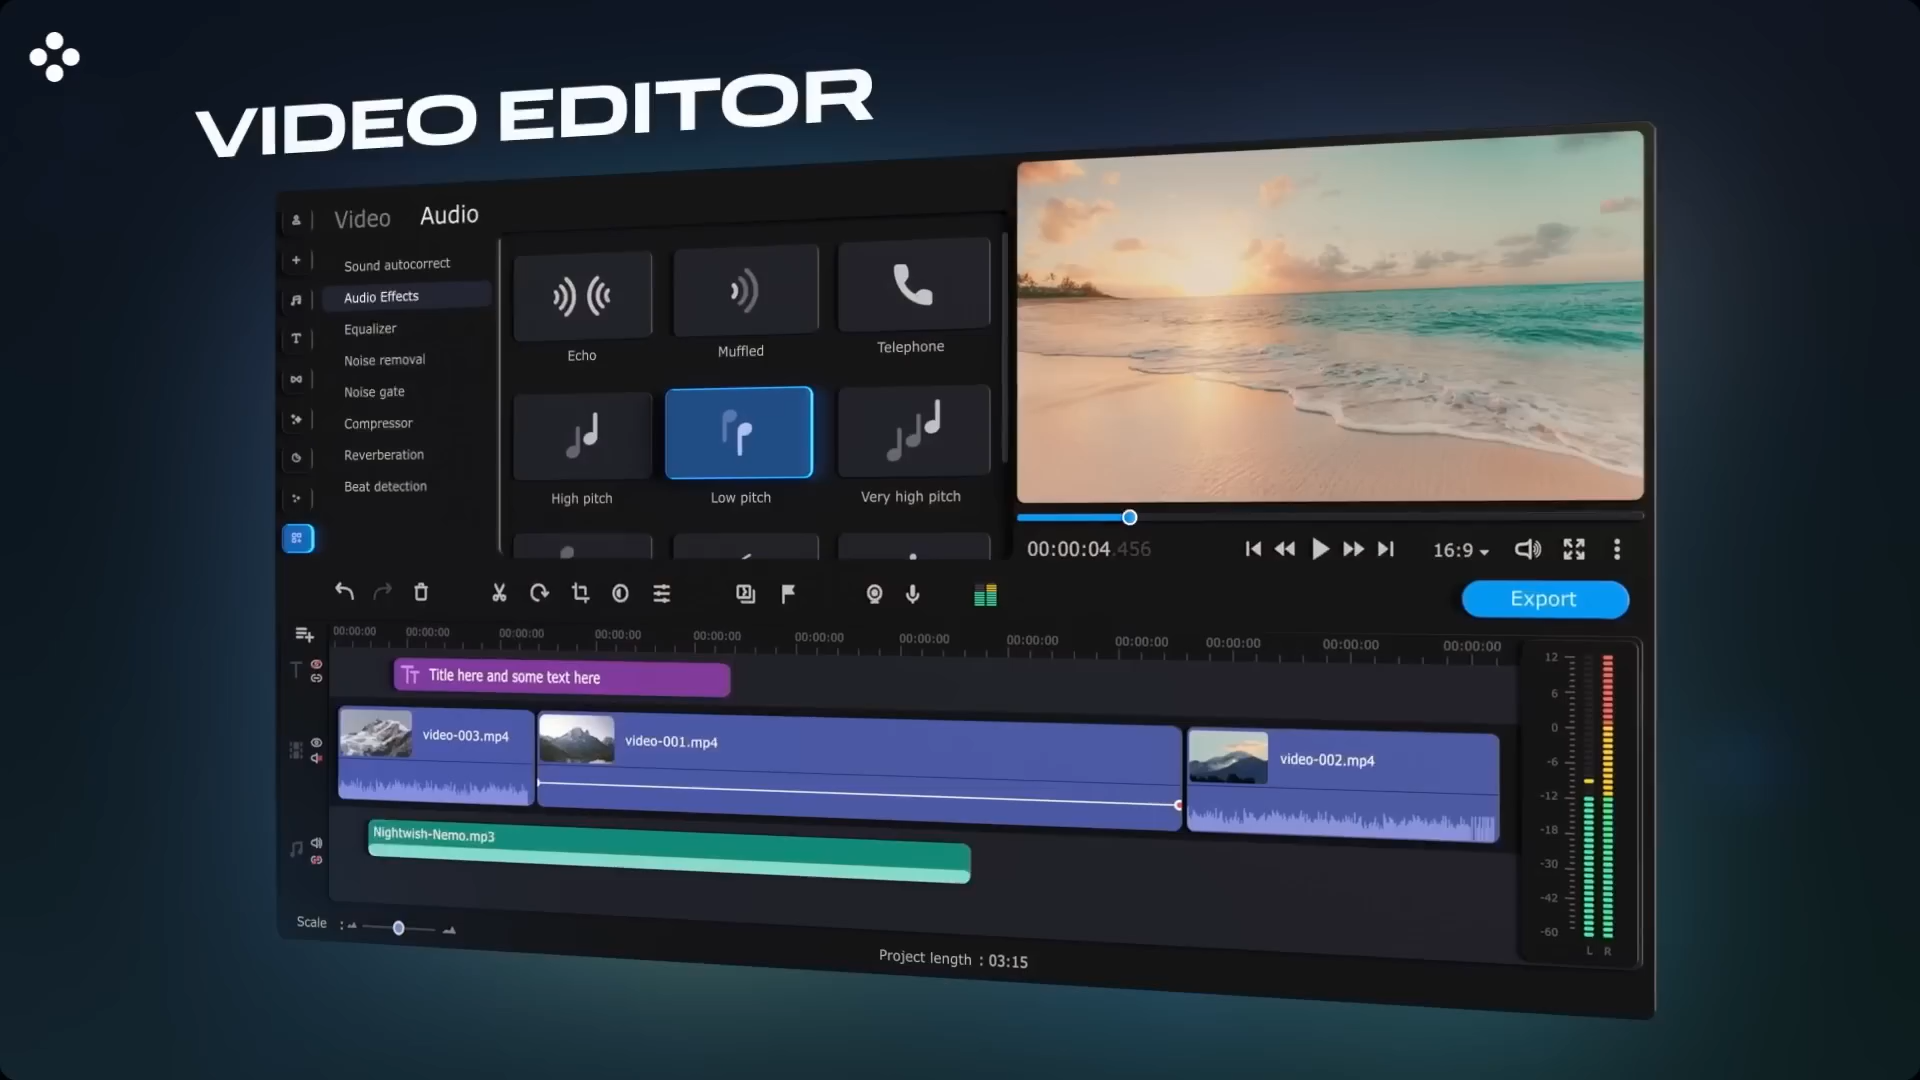 VIDEO EDITOR
Video Audio
Sound autocorrect
Audio Effects
Equalizer
Noise removal
Noise gate
Compressor
Reverberation
Beat detection
Echo
Muffled
Telephone
High pitch
Low pitch
Very high pitch
00:00:04.456
16:9
Export
00:00:00 00:00:00 00:00:00 00:00:00 00:00:00 00:00:00 00:00:00 00:00:00 00:00:00 00:00:00 00:00:00 00:00:00
Title here and some text here
video-003.mp4
video-001.mp4
video-002.mp4
Nightwish-Nemo.mp3
12
6
0
-6
-12
-18
-30
-42
-60
L R
Scale
Project length : 03:15